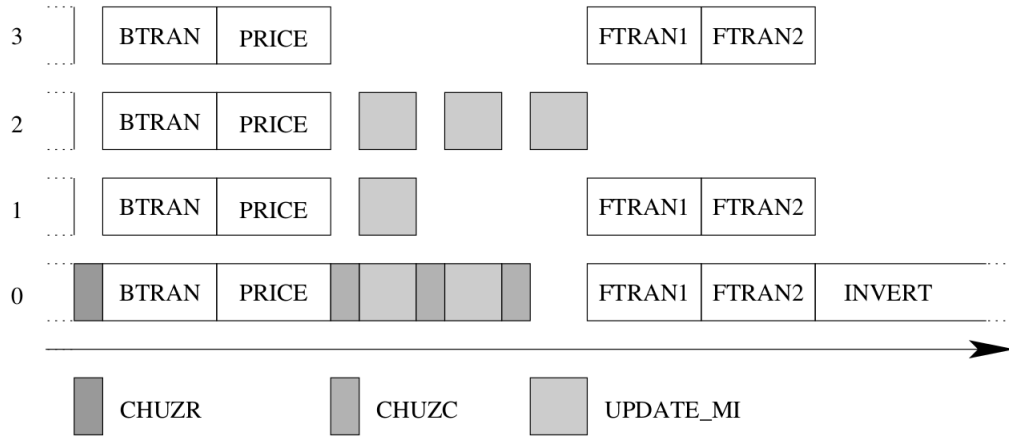 3 BTRAN PRICE FTRAN1 FTRAN2
2 BTRAN PRICE
1 BTRAN PRICE FTRAN1 FTRAN2
0 BTRAN PRICE FTRAN1 FTRAN2 INVERT
CHUZR CHUZC UPDATE_MI